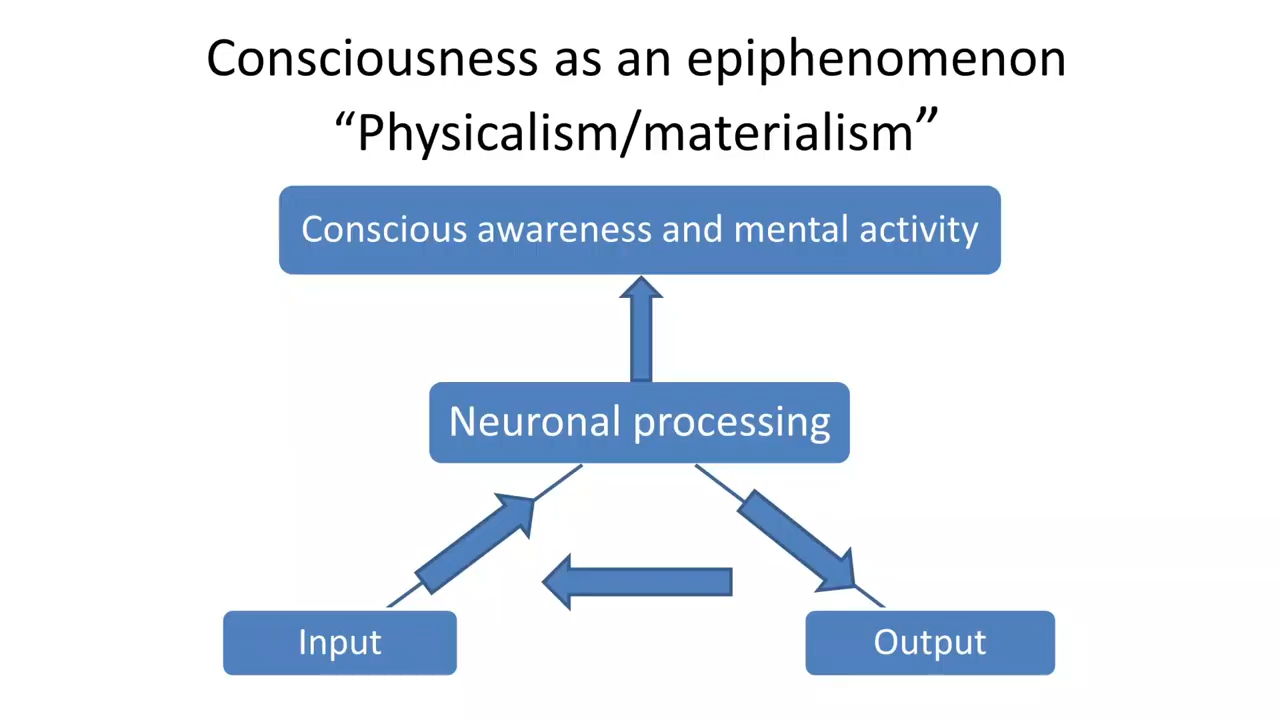 Consciousness as an epiphenomenon
“Physicalism/materialism”
Conscious awareness and mental activity
Neuronal processing
Input
Output